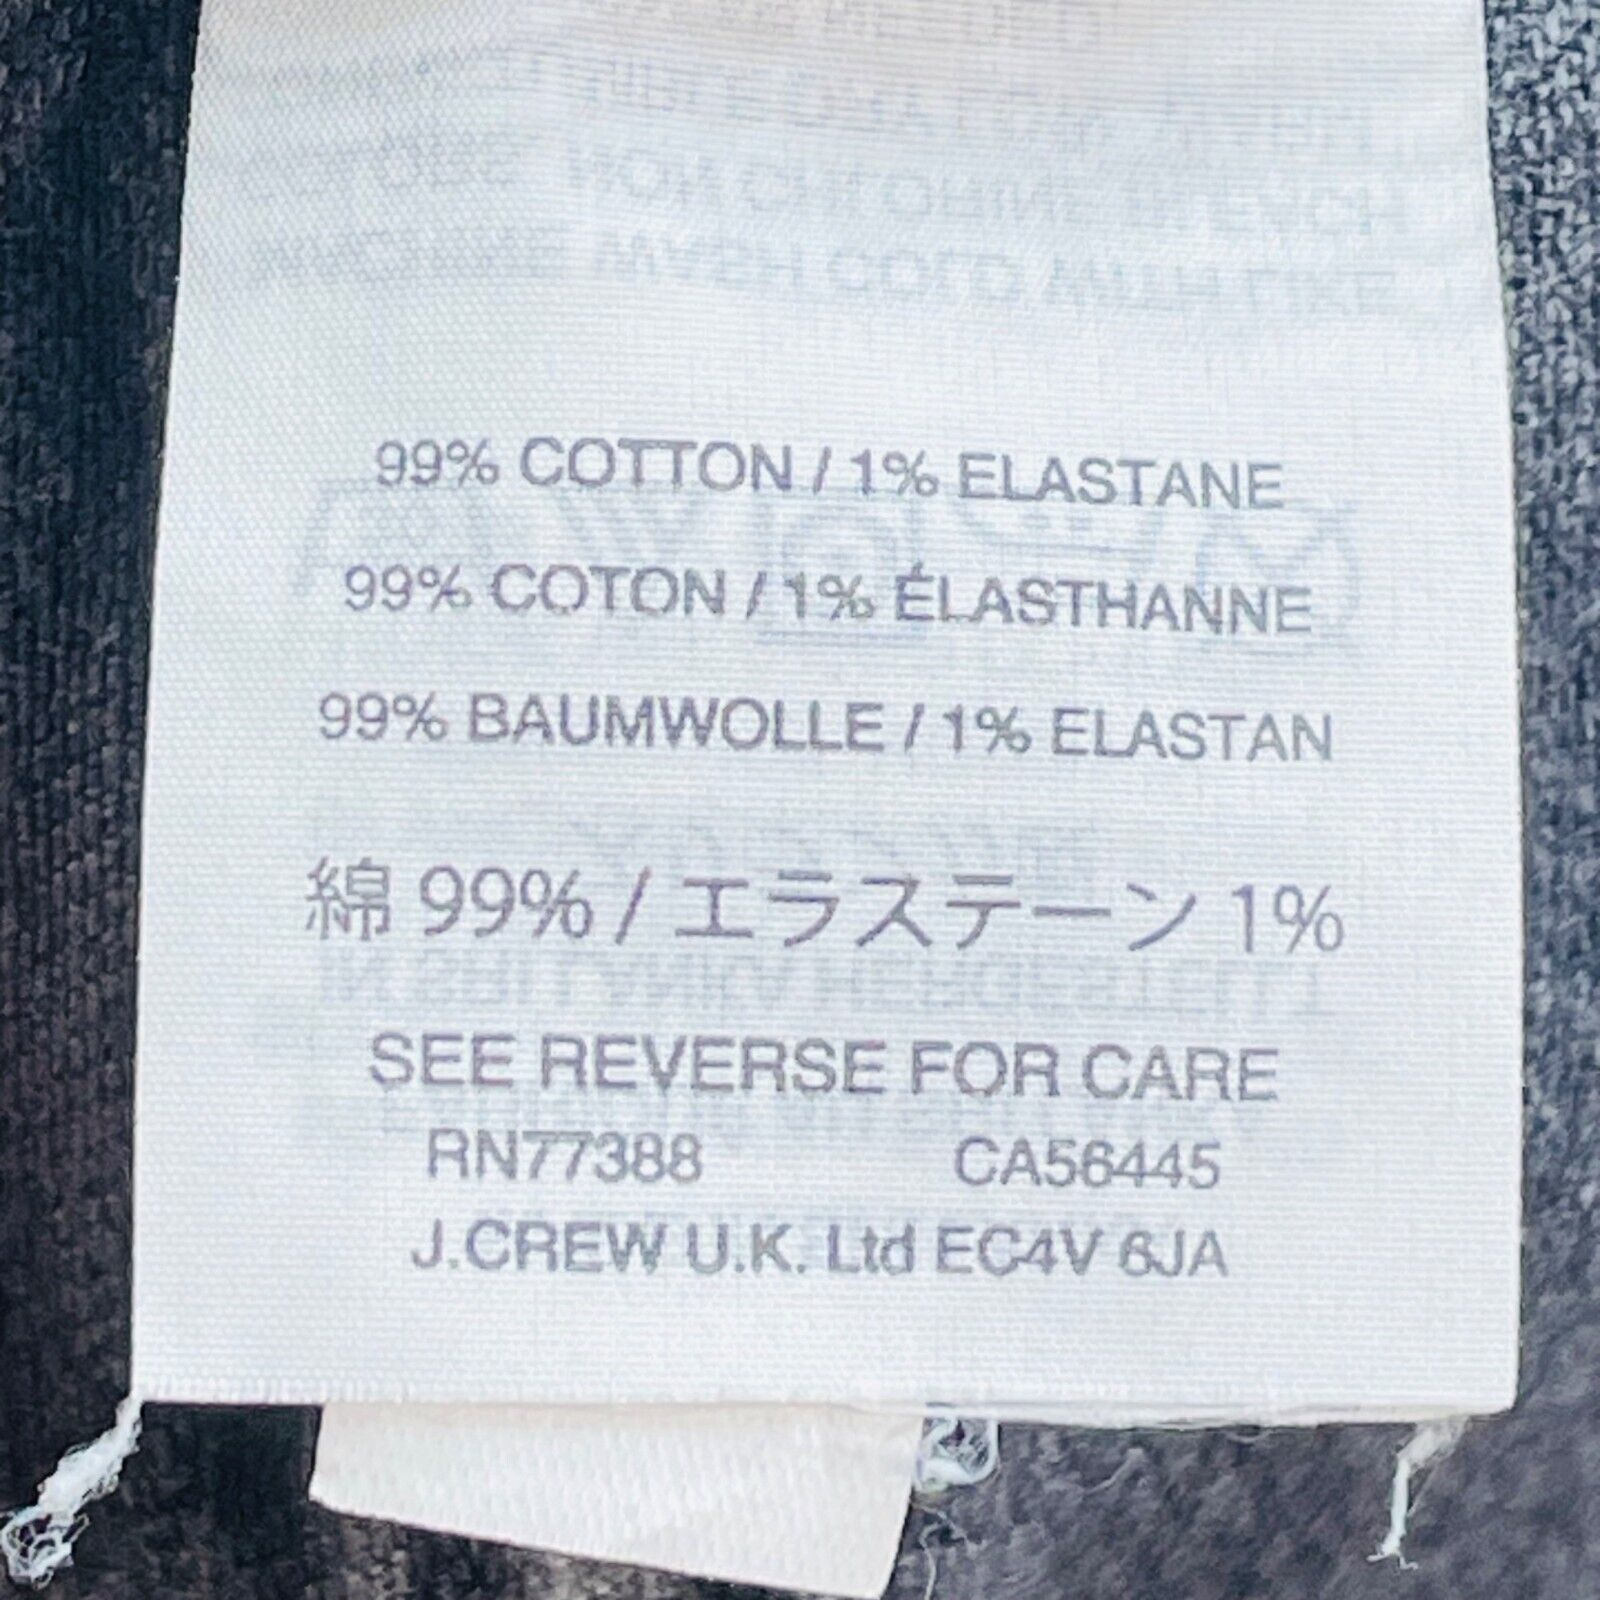 99% COTTON / 1% ELASTANE
99% COTON / 1% ÉLASTHANNE
99% BAUMWOLLE / 1% ELASTAN
綿 99% / エラステーン 1%
SEE REVERSE FOR CARE
RN77388 CA56445
J.CREW U.K. Ltd EC4V 6JA